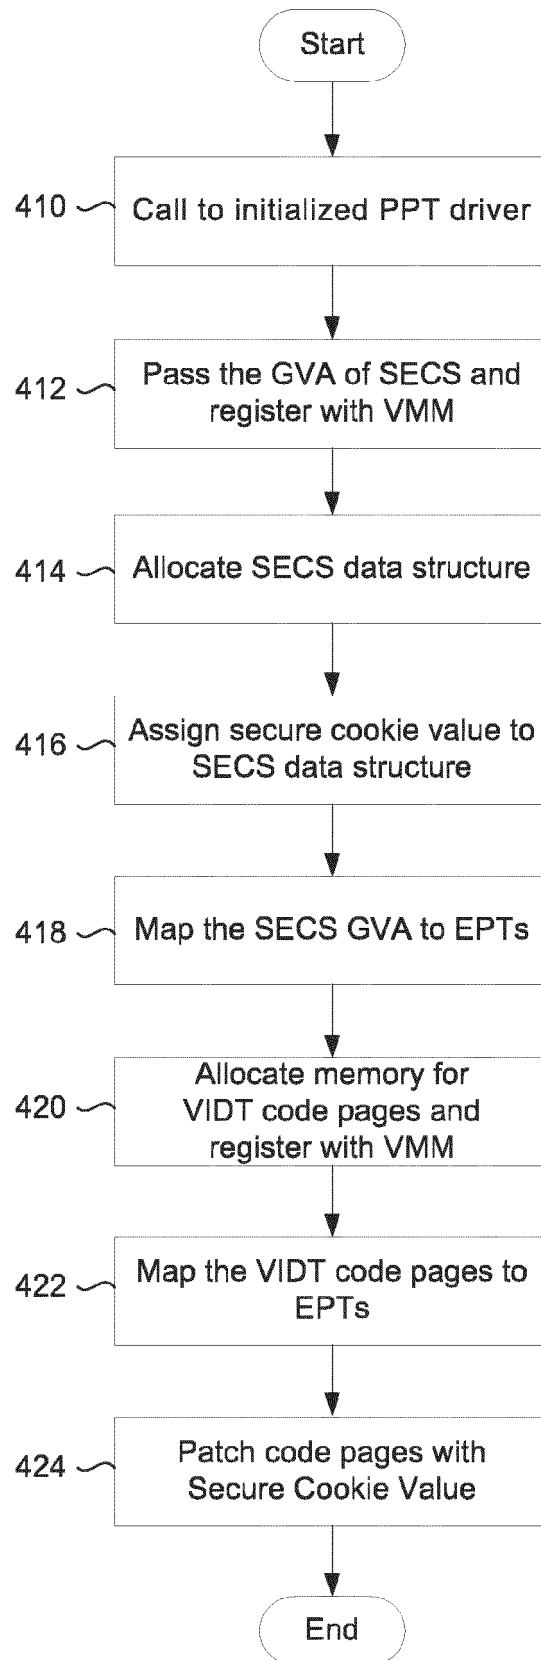 Start
410
Call to initialized PPT driver
412
Pass the GVA of SECS and
register with VMM
414
Allocate SECS data structure
416
Assign secure cookie value to
SECS data structure
418
Map the SECS GVA to EPTs
420
Allocate memory for
VIDT code pages and
register with VMM
422
Map the VIDT code pages to
EPTs
424
Patch code pages with
Secure Cookie Value
End